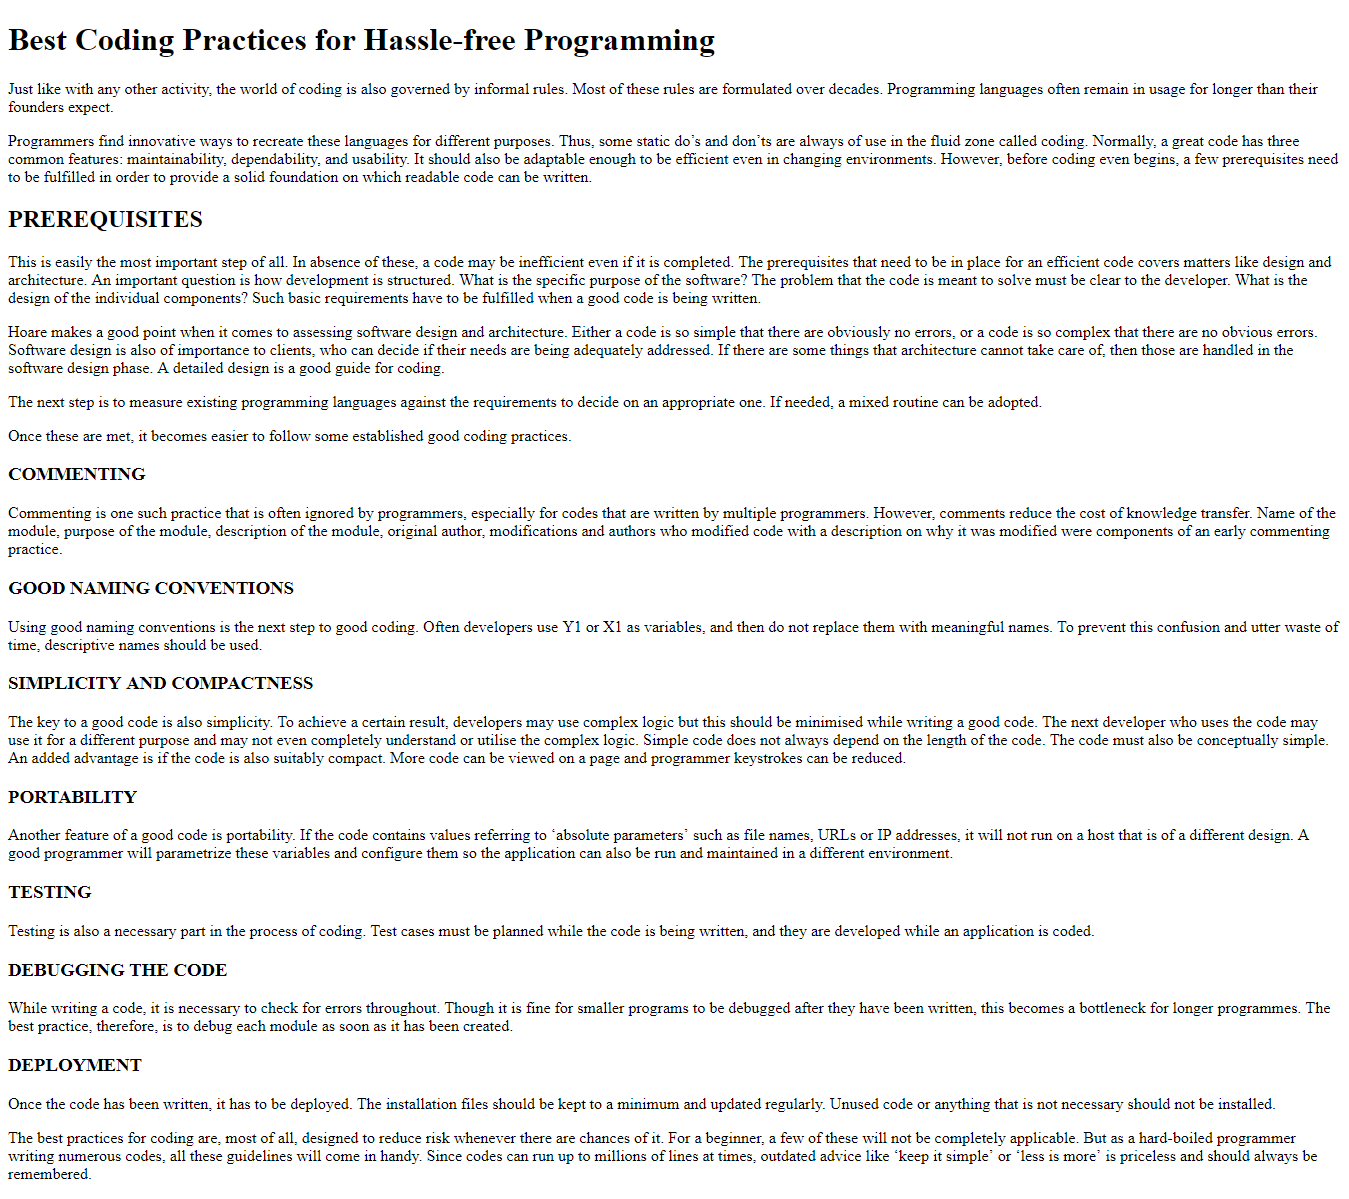 Best Coding Practices for Hassle-free Programming
Just like with any other activity, the world of coding is also governed by informal rules. Most of these rules are formulated over decades. Programming languages often remain in usage for longer than their
founders expect.
Programmers find innovative ways to recreate these languages for different purposes. Thus, some static do’s and don’ts are always of use in the fluid zone called coding. Normally, a great code has three
common features: maintainability, dependability, and usability. It should also be adaptable enough to be efficient even in changing environments. However, before coding even begins, a few prerequisites need
to be fulfilled in order to provide a solid foundation on which readable code can be written.
PREREQUISITES
This is easily the most important step of all. In absence of these, a code may be inefficient even if it is completed. The prerequisites that need to be in place for an efficient code covers matters like design and
architecture. An important question is how development is structured. What is the specific purpose of the software? The problem that the code is meant to solve must be clear to the developer. What is the
design of the individual components? Such basic requirements have to be fulfilled when a good code is being written.
Hoare makes a good point when it comes to assessing software design and architecture. Either a code is so simple that there are obviously no errors, or a code is so complex that there are no obvious errors.
Software design is also of importance to clients, who can decide if their needs are being adequately addressed. If there are some things that architecture cannot take care of, then those are handled in the
software design phase. A detailed design is a good guide for coding.
The next step is to measure existing programming languages against the requirements to decide on an appropriate one. If needed, a mixed routine can be adopted.
Once these are met, it becomes easier to follow some established good coding practices.
COMMENTING
Commenting is one such practice that is often ignored by programmers, especially for codes that are written by multiple programmers. However, comments reduce the cost of knowledge transfer. Name of the
module, purpose of the module, description of the module, original author, modifications and authors who modified code with a description on why it was modified were components of an early commenting
practice.
GOOD NAMING CONVENTIONS
Using good naming conventions is the next step to good coding. Often developers use Y1 or X1 as variables, and then do not replace them with meaningful names. To prevent this confusion and utter waste of
time, descriptive names should be used.
SIMPLICITY AND COMPACTNESS
The key to a good code is also simplicity. To achieve a certain result, developers may use complex logic but this should be minimised while writing a good code. The next developer who uses the code may
use it for a different purpose and may not even completely understand or utilise the complex logic. Simple code does not always depend on the length of the code. The code must also be conceptually simple.
An added advantage is if the code is also suitably compact. More code can be viewed on a page and programmer keystrokes can be reduced.
PORTABILITY
Another feature of a good code is portability. If the code contains values referring to ‘absolute parameters’ such as file names, URLs or IP addresses, it will not run on a host that is of a different design. A
good programmer will parametrize these variables and configure them so the application can also be run and maintained in a different environment.
TESTING
Testing is also a necessary part in the process of coding. Test cases must be planned while the code is being written, and they are developed while an application is coded.
DEBUGGING THE CODE
While writing a code, it is necessary to check for errors throughout. Though it is fine for smaller programs to be debugged after they have been written, this becomes a bottleneck for longer programmes. The
best practice, therefore, is to debug each module as soon as it has been created.
DEPLOYMENT
Once the code has been written, it has to be deployed. The installation files should be kept to a minimum and updated regularly. Unused code or anything that is not necessary should not be installed.
The best practices for coding are, most of all, designed to reduce risk whenever there are chances of it. For a beginner, a few of these will not be completely applicable. But as a hard-boiled programmer
writing numerous codes, all these guidelines will come in handy. Since codes can run up to millions of lines at times, outdated advice like ‘keep it simple’ or ‘less is more’ is priceless and should always be
remembered.